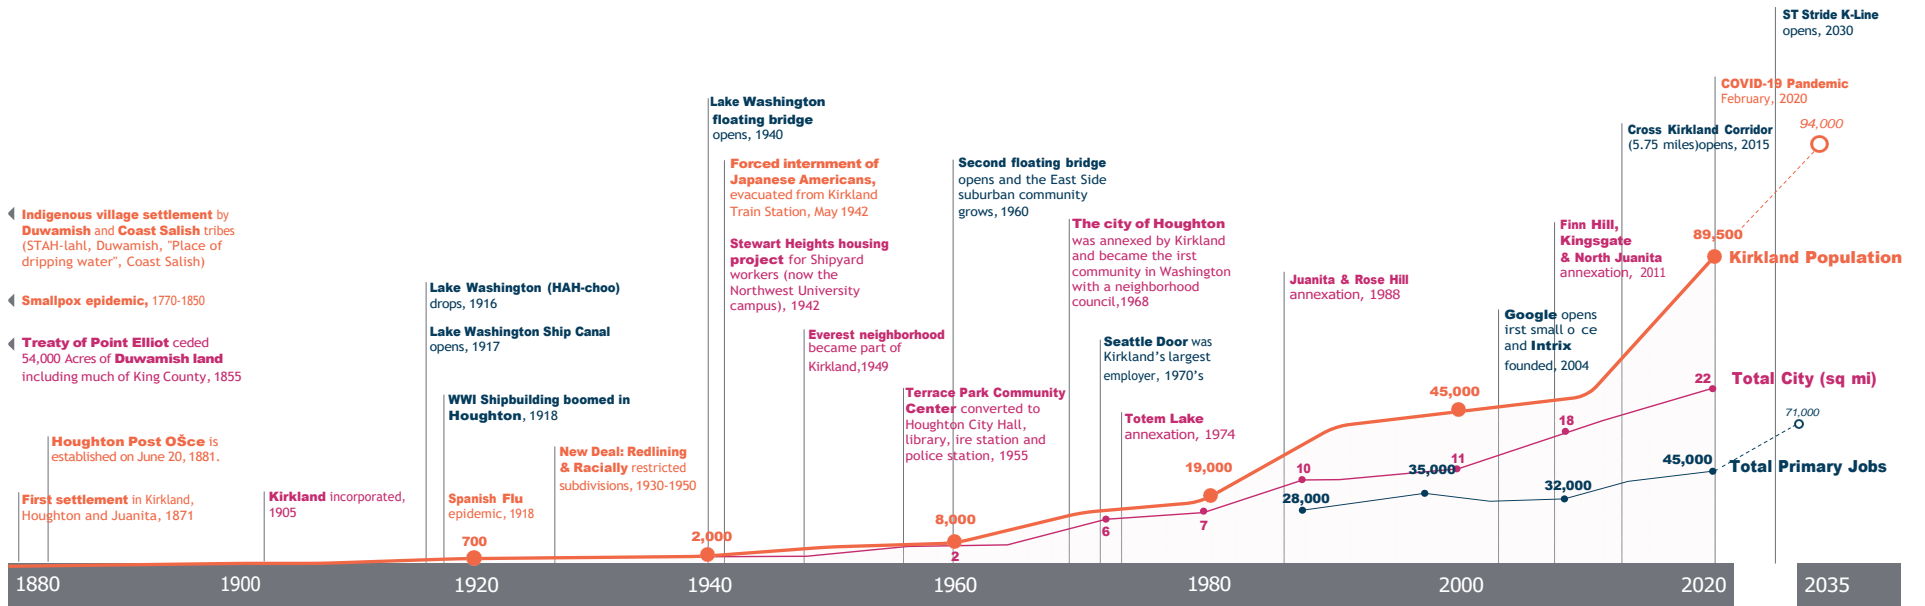 ST Stride K-Line
opens, 2030
COVID-19 Pandemic
February, 2020
94,000
Lake Washington
floating bridge
opens, 1940
Cross Kirkland Corridor
(5.75 miles)opens, 2015
Forced internment of
Japanese Americans,
evacuated from Kirkland
Train Station, May 1942
Second floating bridge
opens and the East Side
suburban community
grows, 1960
Indigenous village settlement by
Duwamish and Coast Salish tribes
(STAH-lahl, Duwamish, "Place of
dripping water", Coast Salish)
Stewart Heights housing
project for Shipyard
workers (now the
Northwest University
campus), 1942
The city of Houghton
was annexed by Kirkland
and became the irst
community in Washington
with a neighborhood
council,1968
Finn Hill,
Kingsgate
& North Juanita
annexation, 2011
89,500
Kirkland Population
Juanita & Rose Hill
annexation, 1988
Smallpox epidemic, 1770-1850
Lake Washington (HAH-choo)
drops, 1916
Lake Washington Ship Canal
opens, 1917
Treaty of Point Elliot ceded
54,000 Acres of Duwamish land
including much of King County, 1855
Everest neighborhood
became part of
Kirkland,1949
Seattle Door was
Kirkland's largest
employer, 1970's
Google opens
irst small o ce
and Intrix
founded, 2004
22
Total City (sq mi)
WWI Shipbuilding boomed in
Houghton, 1918
Terrace Park Community
Center converted to
Houghton City Hall,
library, ire station and
police station, 1955
45,000
71,000
Totem Lake
annexation, 1974
18
Houghton Post OŠce is
established on June 20, 1881.
New Deal: Redlining
& Racially restricted
subdivisions, 1930-1950
19,000
10
35,000
11
45,000
Total Primary Jobs
First settlement in Kirkland,
Houghton and Juanita, 1871
Kirkland incorporated,
1905
Spanish Flu
epidemic, 1918
28,000
32,000
700
2,000
8,000
2
6
7
1880
1900
1920
1940
1960
1980
2000
2020
2035